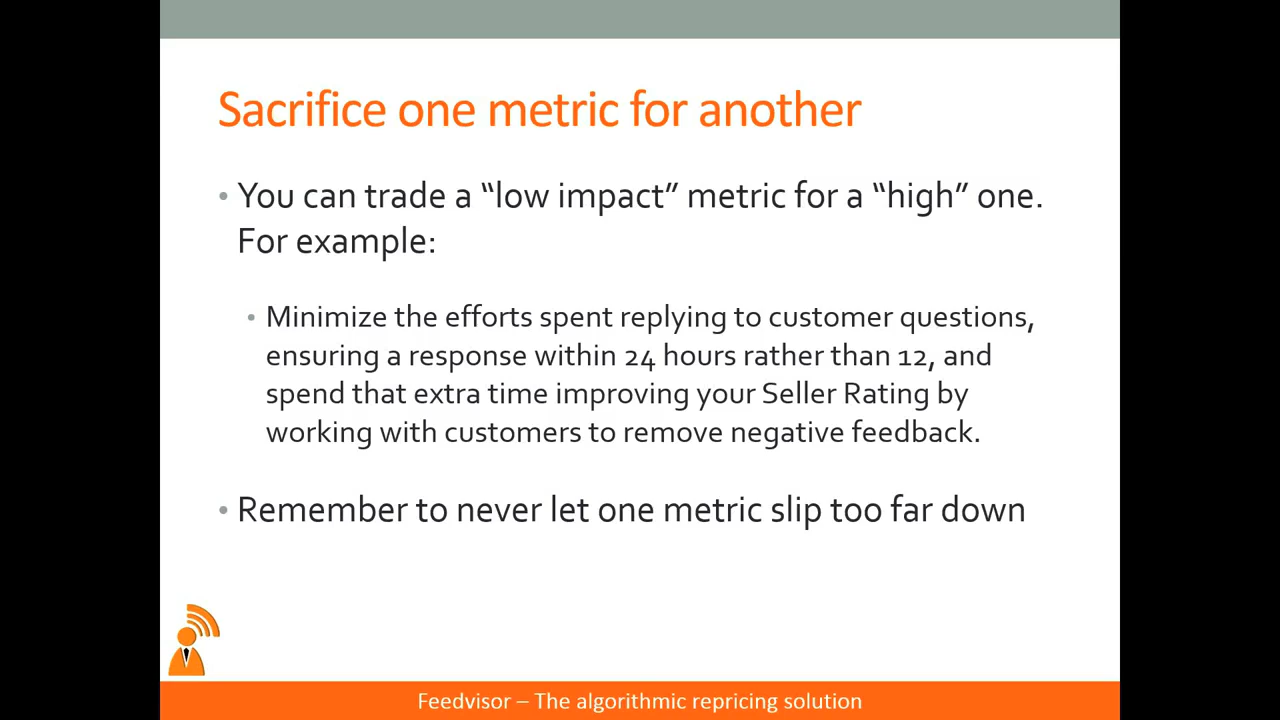 Sacrifice one metric for another
• You can trade a “low impact” metric for a “high” one.
For example:
• Minimize the efforts spent replying to customer questions,
ensuring a response within 24 hours rather than 12, and
spend that extra time improving your Seller Rating by
working with customers to remove negative feedback.
• Remember to never let one metric slip too far down
Feedvisor – The algorithmic repricing solution